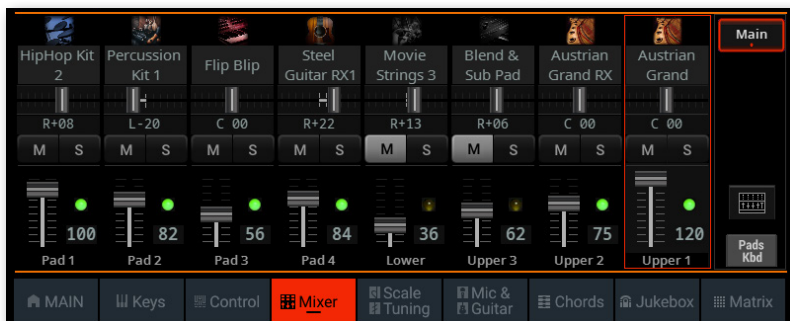 HipHop Kit 2
Percussion Kit 1
Flip Blip
Steel Guitar RX1
Movie Strings 3
Blend & Sub Pad
Austrian Grand RX
Austrian Grand
Main
R+08 L-20 C 00 R+22 R+13 R+06 C 00 C 00
M S M S M S M S M S M S M S M S
100 82 56 84 36 62 75 120
Pad 1 Pad 2 Pad 3 Pad 4 Lower Upper 3 Upper 2 Upper 1
Pads
Kbd
MAIN
Keys
Control
Mixer
Scale
Tuning
Mic &
Guitar
Chords
Jukebox
Matrix